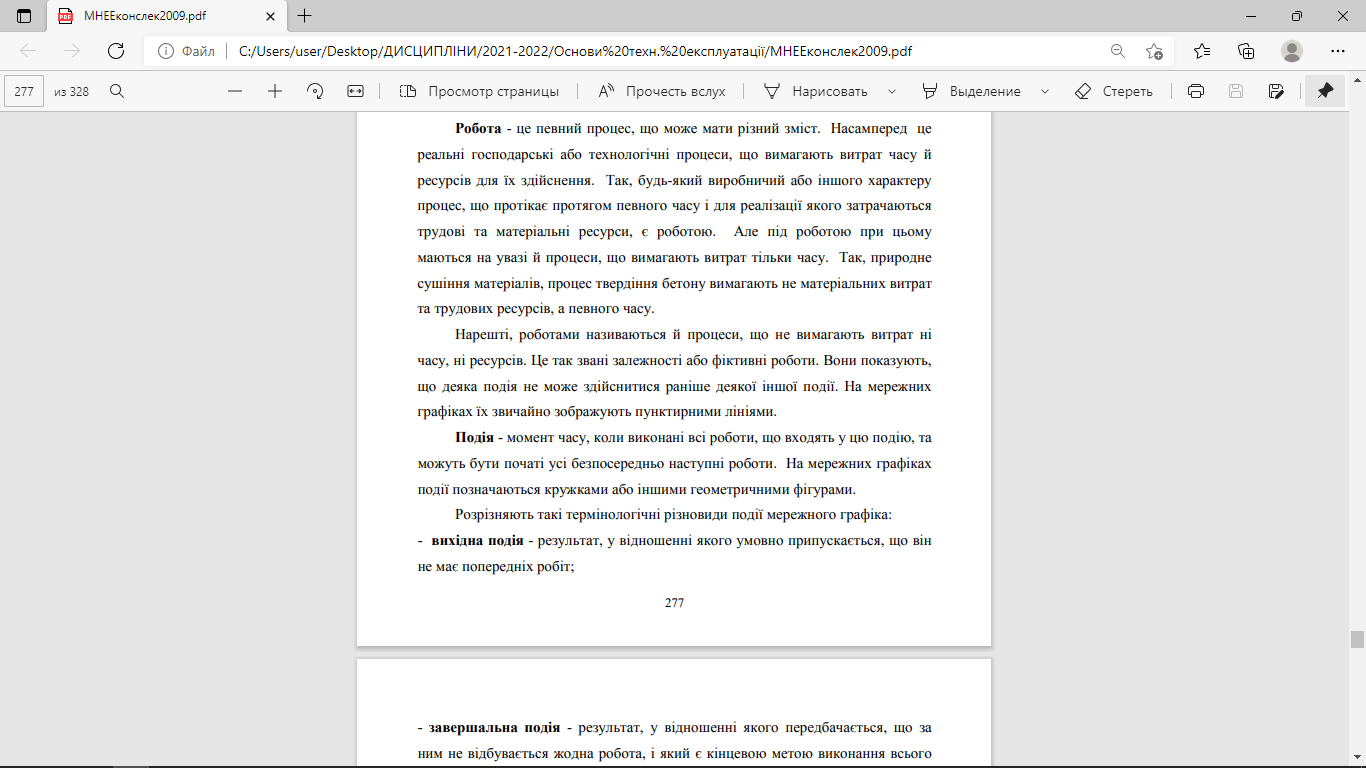 МНЕЕконслек2009.pdf
Файл
C:/Users/user/Desktop/ДИСЦИПЛІНИ/2021-2022/Основи%20техн.%20експлуатації/МНЕЕконслек2009.pdf
277 из 328 Просмотр страницы Прочесть вслух Нарисовать Выделение Стереть
Робота - це певний процес, що може мати різний зміст. Насамперед це
реальні господарські або технологічні процеси, що вимагають витрат часу й
ресурсів для їх здійснення. Так, будь-який виробничий або іншого характеру
процес, що протікає протягом певного часу і для реалізації якого затрачаються
трудові та матеріальні ресурси, є роботою. Але під роботою при цьому
маються на увазі й процеси, що вимагають витрат тільки часу. Так, природне
сушіння матеріалів, процес твердіння бетону вимагають не матеріальних витрат
та трудових ресурсів, а певного часу.
Нарешті, роботами називаються й процеси, що не вимагають витрат ні
часу, ні ресурсів. Це так звані залежності або фіктивні роботи. Вони показують,
що деяка подія не може здійснитися раніше деякої іншої події. На мережних
графіках їх звичайно зображують пунктирними лініями.
Подія - момент часу, коли виконані всі роботи, що входять у цю подію, та
можуть бути початі усі безпосередньо наступні роботи. На мережних графіках
події позначаються кружками або іншими геометричними фігурами.
Розрізняють такі термінологічні різновиди події мережного графіка:
- вихідна подія - результат, у відношенні якого умовно припускається, що він
не має попередніх робіт;
277
- завершальна подія - результат, у відношенні якого передбачається, що за
ним не відбувається жодна робота, і який є кінцевою метою виконання всього